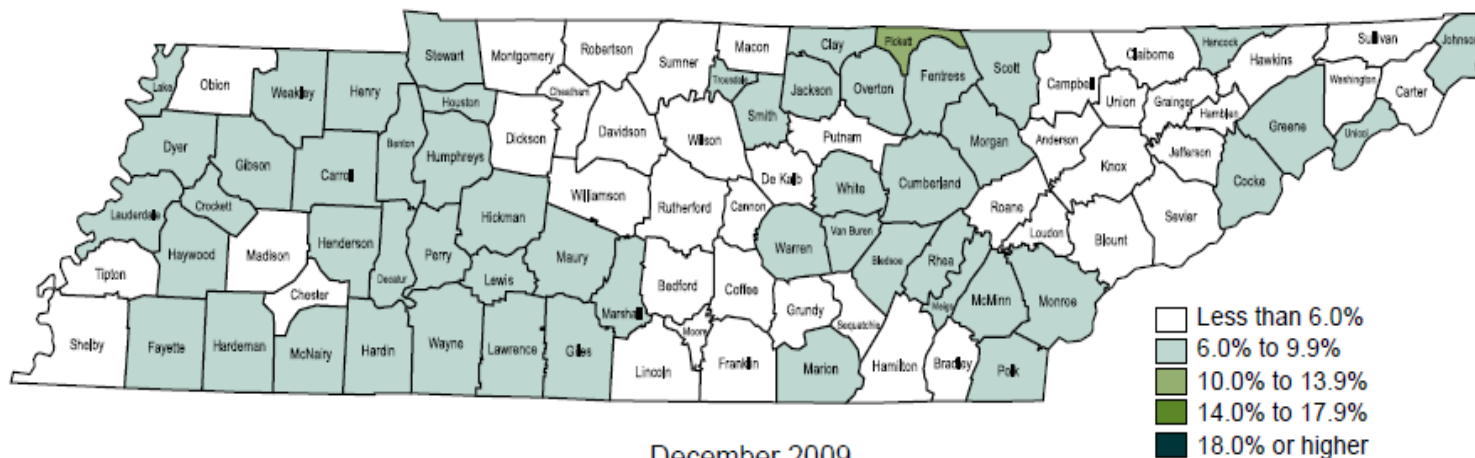 Stewart
Montgomery
Robertson
Sumner
Macon
Clay
Pickett
Scott
Claiborne
Hancock
Hawkins
Sullivan
Johnson
Lake
Obion
Weakley
Henry
Houston
Cheatham
Trousdale
Jackson
Overton
Fentress
Campbell
Union
Grainger
Hamblen
Washington
Carter
Dyer
Gibson
Carroll
Benton
Humphreys
Dickson
Davidson
Wilson
Smith
Putnam
Morgan
Anderson
Knox
Jefferson
Greene
Unicoi
Lauderdale
Crockett
Haywood
Madison
Henderson
Decatur
Perry
Hickman
Williamson
Rutherford
Cannon
De Kalb
White
Cumberland
Roane
Loudon
Blount
Sevier
Cocke
Tipton
Chester
Lewis
Maury
Marshall
Bedford
Coffee
Warren
Van Buren
Bledsoe
Rhea
Meigs
McMinn
Monroe
Shelby
Fayette
Hardeman
McNairy
Hardin
Wayne
Lawrence
Giles
Lincoln
Moore
Franklin
Grundy
Sequatchie
Marion
Hamilton
Bradley
Polk
Less than 6.0%
6.0% to 9.9%
10.0% to 13.9%
14.0% to 17.9%
18.0% or higher
December 2009